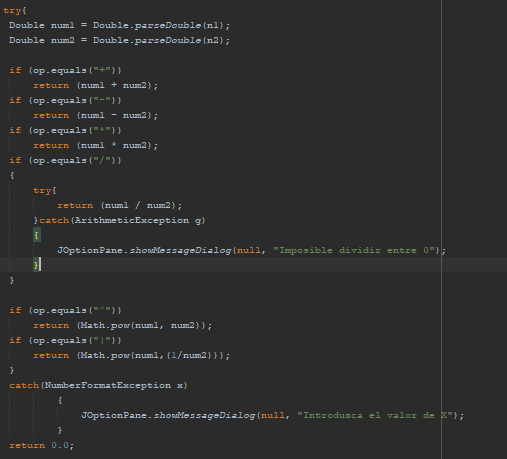 try{
Double num1 = Double.parseDouble(n1);
Double num2 = Double.parseDouble(n2);
if (op.equals("+"))
return (num1 + num2);
if (op.equals("-"))
return (num1 - num2);
if (op.equals("*"))
return (num1 * num2);
if (op.equals("/"))
{
try{
return (num1 / num2);
}catch(ArithmeticException g)
{
JOptionPane.showMessageDialog(null, "Imposible dividir entre 0");
}
}
if (op.equals("^"))
return (Math.pow(num1, num2));
if (op.equals("|"))
return (Math.pow(num1,(1/num2)));
}
catch(NumberFormatException x)
{
JOptionPane.showMessageDialog(null, "Introduzca el valor de X");
}
return 0.0;